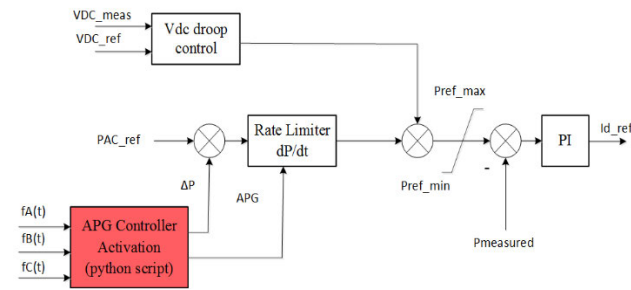 VDC_meas
VDC_ref
Vdc droop
control
Pref_max
PAC_ref
Rate Limiter
dP/dt
PI
Id_ref
Pref_min
-
ΔP
APG
fA(t)
fB(t)
fC(t)
APG Controller
Activation
(python script)
Pmeasured